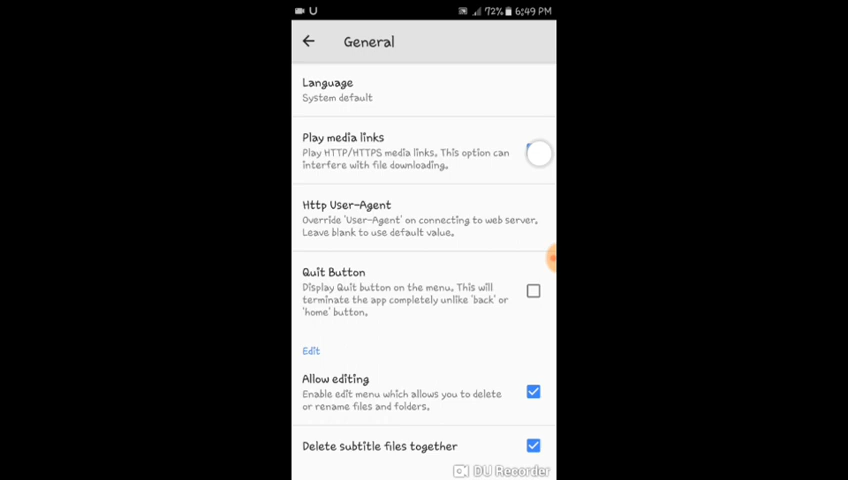 72% 6:49 PM
General
Language
System default
Play media links
Play HTTP/HTTPS media links. This option can
interfere with file downloading.
Http User-Agent
Override 'User-Agent' on connecting to web server.
Leave blank to use default value.
Quit Button
Display Quit button on the menu. This will
terminate the app completely unlike 'back' or
'home' button.
Edit
Allow editing
Enable edit menu which allows you to delete
or rename files and folders.
Delete subtitle files together
DU Recorder